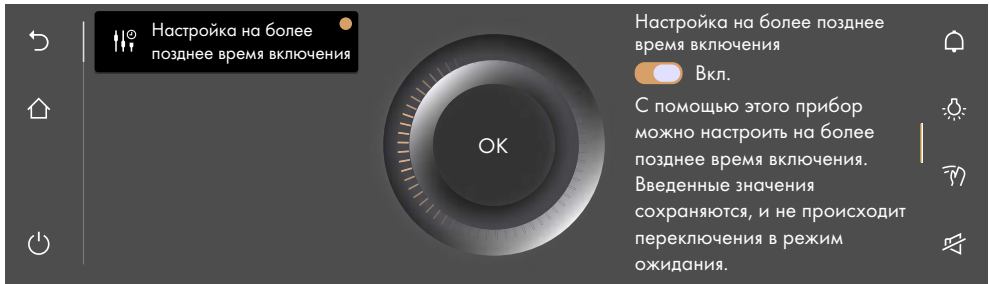 Настройка на более
позднее время включения
OK
Настройка на более позднее
время включения
Вкл.
С помощью этого прибор
можно настроить на более
позднее время включения.
Введенные значения
сохраняются, и не происходит
переключения в режим
ожидания.